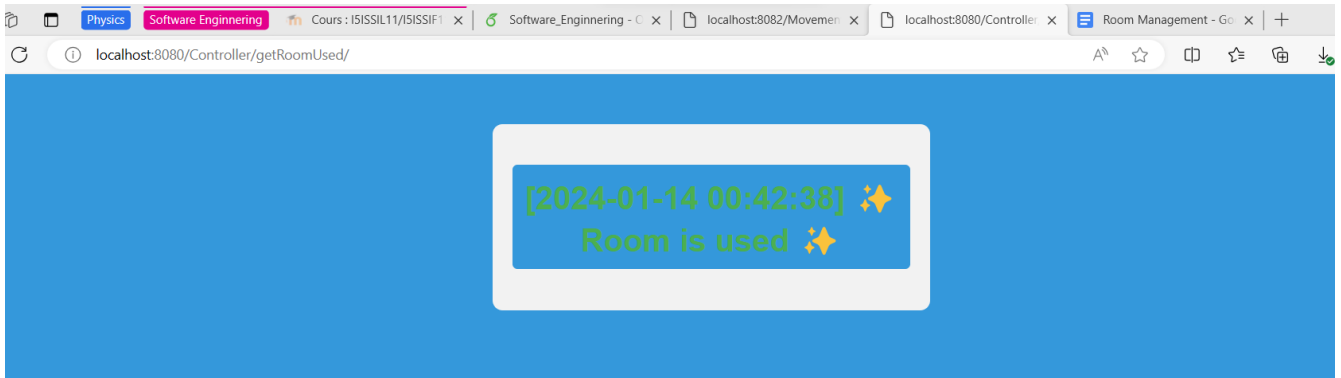 Physics
Software Enginnering
Cours : I5ISSIL11/I5ISSIF1
Software_Enginnering - O
localhost:8082/Movemen
localhost:8080/Controller
Room Management - Go
localhost:8080/Controller/getRoomUsed/
[2024-01-14 00:42:38] ✨
Room is used ✨